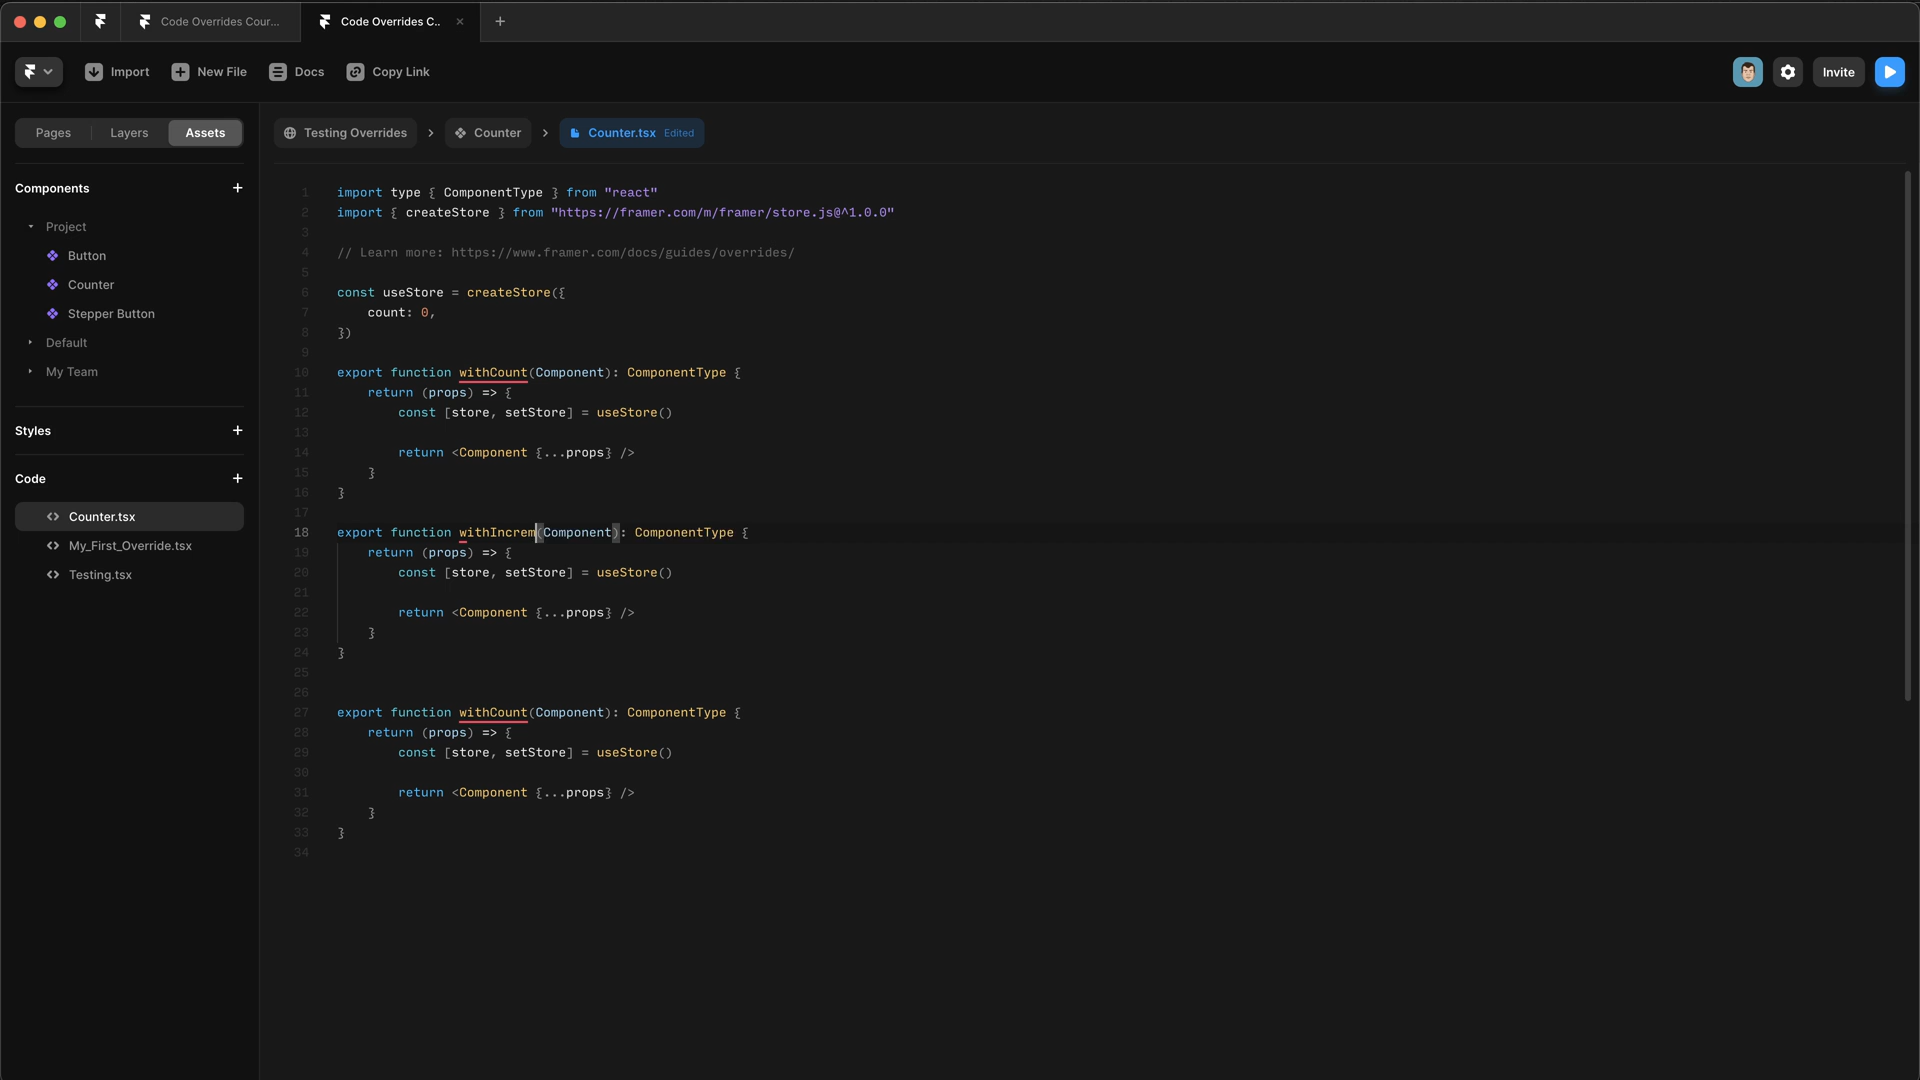 Code Overrides Cour...
Code Overrides C..
Import
New File
Docs
Copy Link
Invite
Pages
Layers
Assets
Testing Overrides
Counter
Counter.tsx Edited
Components
Project
Button
Counter
Stepper Button
Default
My Team
Styles
Code
Counter.tsx
My_First_Override.tsx
Testing.tsx
1 import type { ComponentType } from "react"
2 import { createStore } from "https://framer.com/m/framer/store.js@^1.0.0"
3
4 // Learn more: https://www.framer.com/docs/guides/overrides/
5
6 const useStore = createStore({
7 count: 0,
8 })
9
10 export function withCount(Component): ComponentType {
11 return (props) => {
12 const [store, setStore] = useStore()
13
14 return <Component {...props} />
15 }
16 }
17
18 export function withIncrem(Component): ComponentType {
19 return (props) => {
20 const [store, setStore] = useStore()
21
22 return <Component {...props} />
23 }
24 }
25
26
27 export function withCount(Component): ComponentType {
28 return (props) => {
29 const [store, setStore] = useStore()
30
31 return <Component {...props} />
32 }
33 }
34